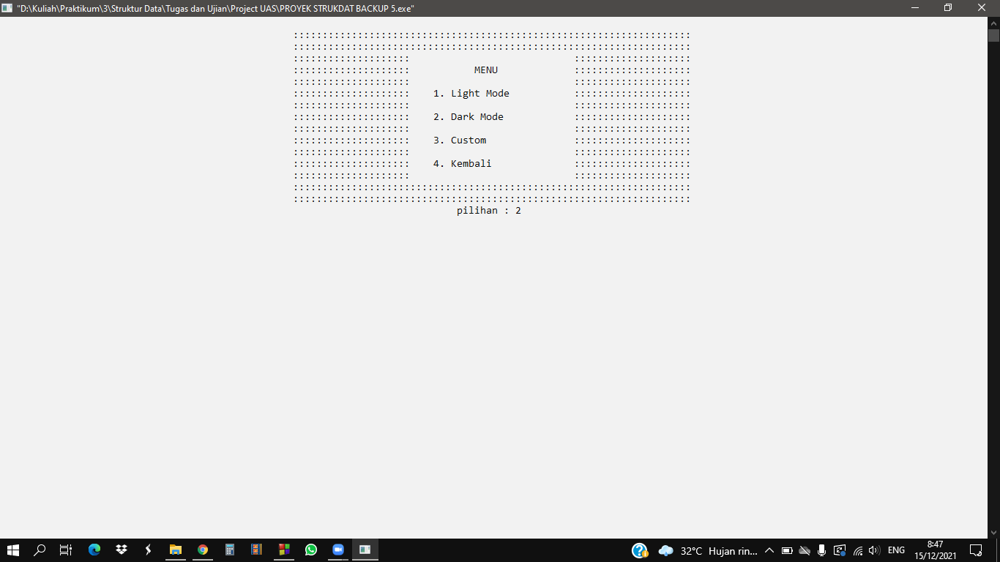 "D:\Kuliah\Praktikum\3\Struktur Data\Tugas dan Ujian\Project UAS\PROYEK STRUKDAT BACKUP 5.exe"
MENU
1. Light Mode
2. Dark Mode
3. Custom
4. Kembali
pilihan : 2
32°C Hujan rin... ENG
8:47
15/12/2021